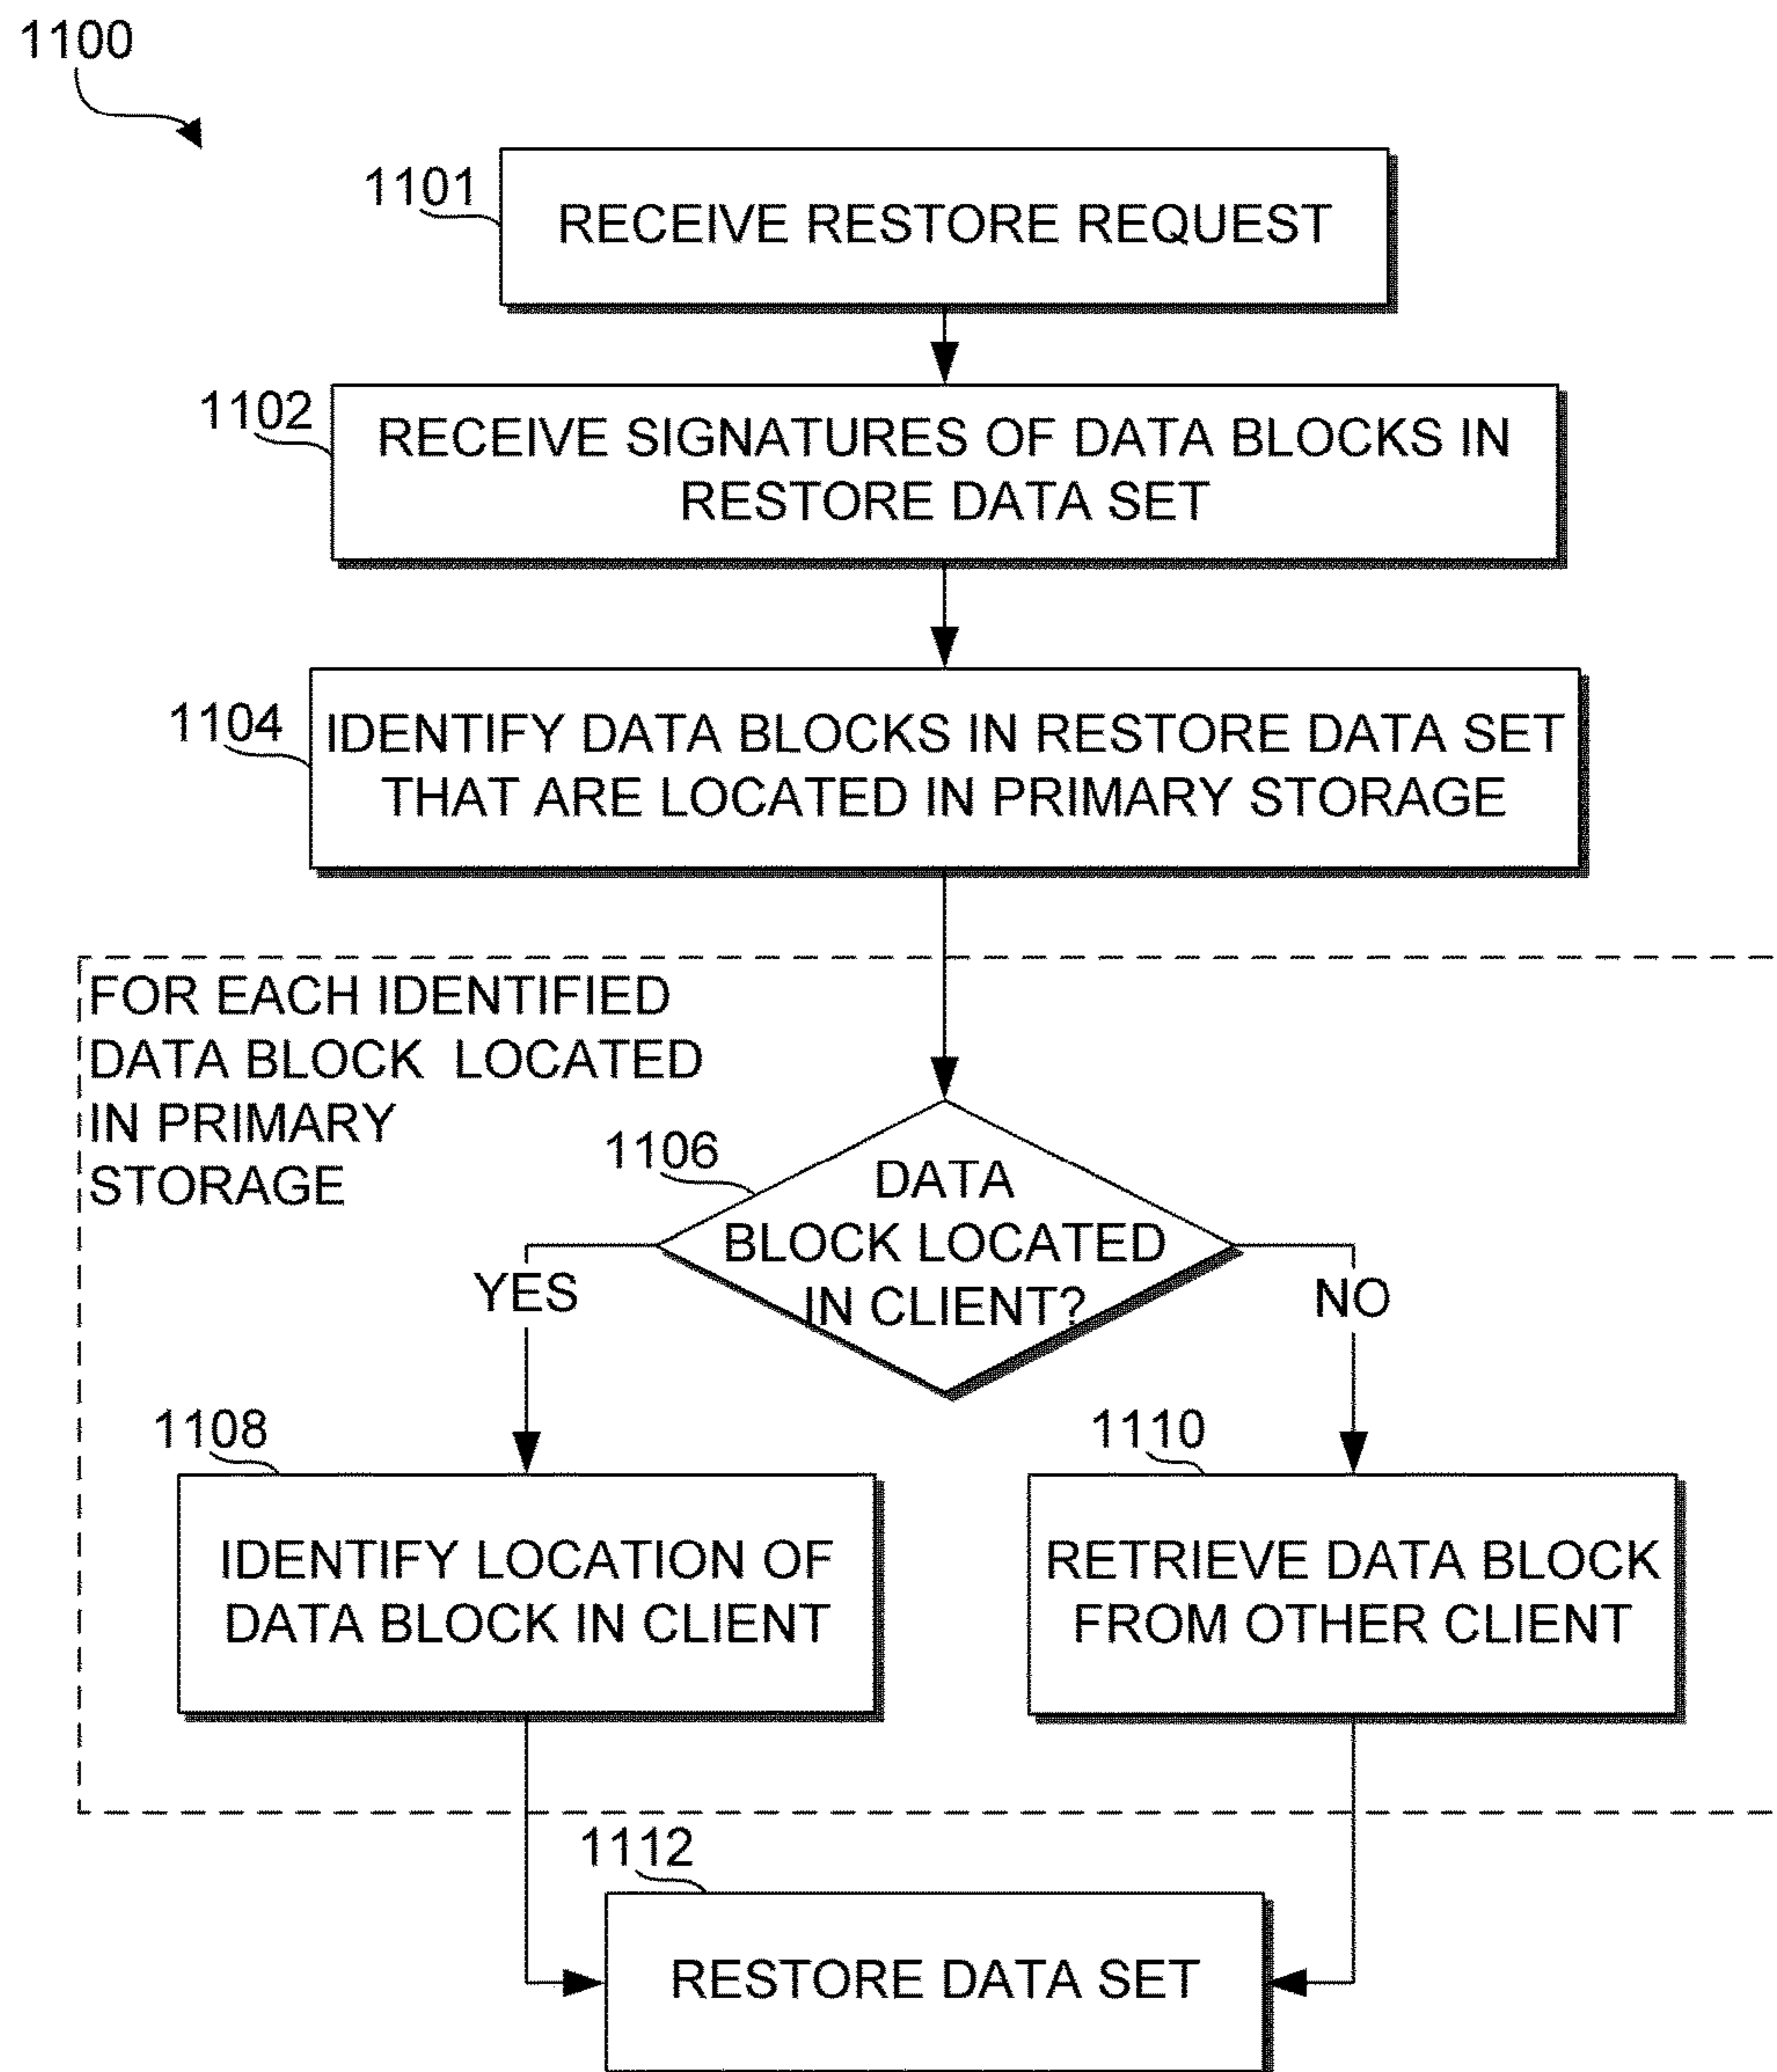 1100
1101
RECEIVE RESTORE REQUEST
1102
RECEIVE SIGNATURES OF DATA BLOCKS IN
RESTORE DATA SET
1104
IDENTIFY DATA BLOCKS IN RESTORE DATA SET
THAT ARE LOCATED IN PRIMARY STORAGE
FOR EACH IDENTIFIED
DATA BLOCK LOCATED
IN PRIMARY
STORAGE
1106
DATA
BLOCK LOCATED
IN CLIENT?
YES
NO
1108
IDENTIFY LOCATION OF
DATA BLOCK IN CLIENT
1110
RETRIEVE DATA BLOCK
FROM OTHER CLIENT
1112
RESTORE DATA SET